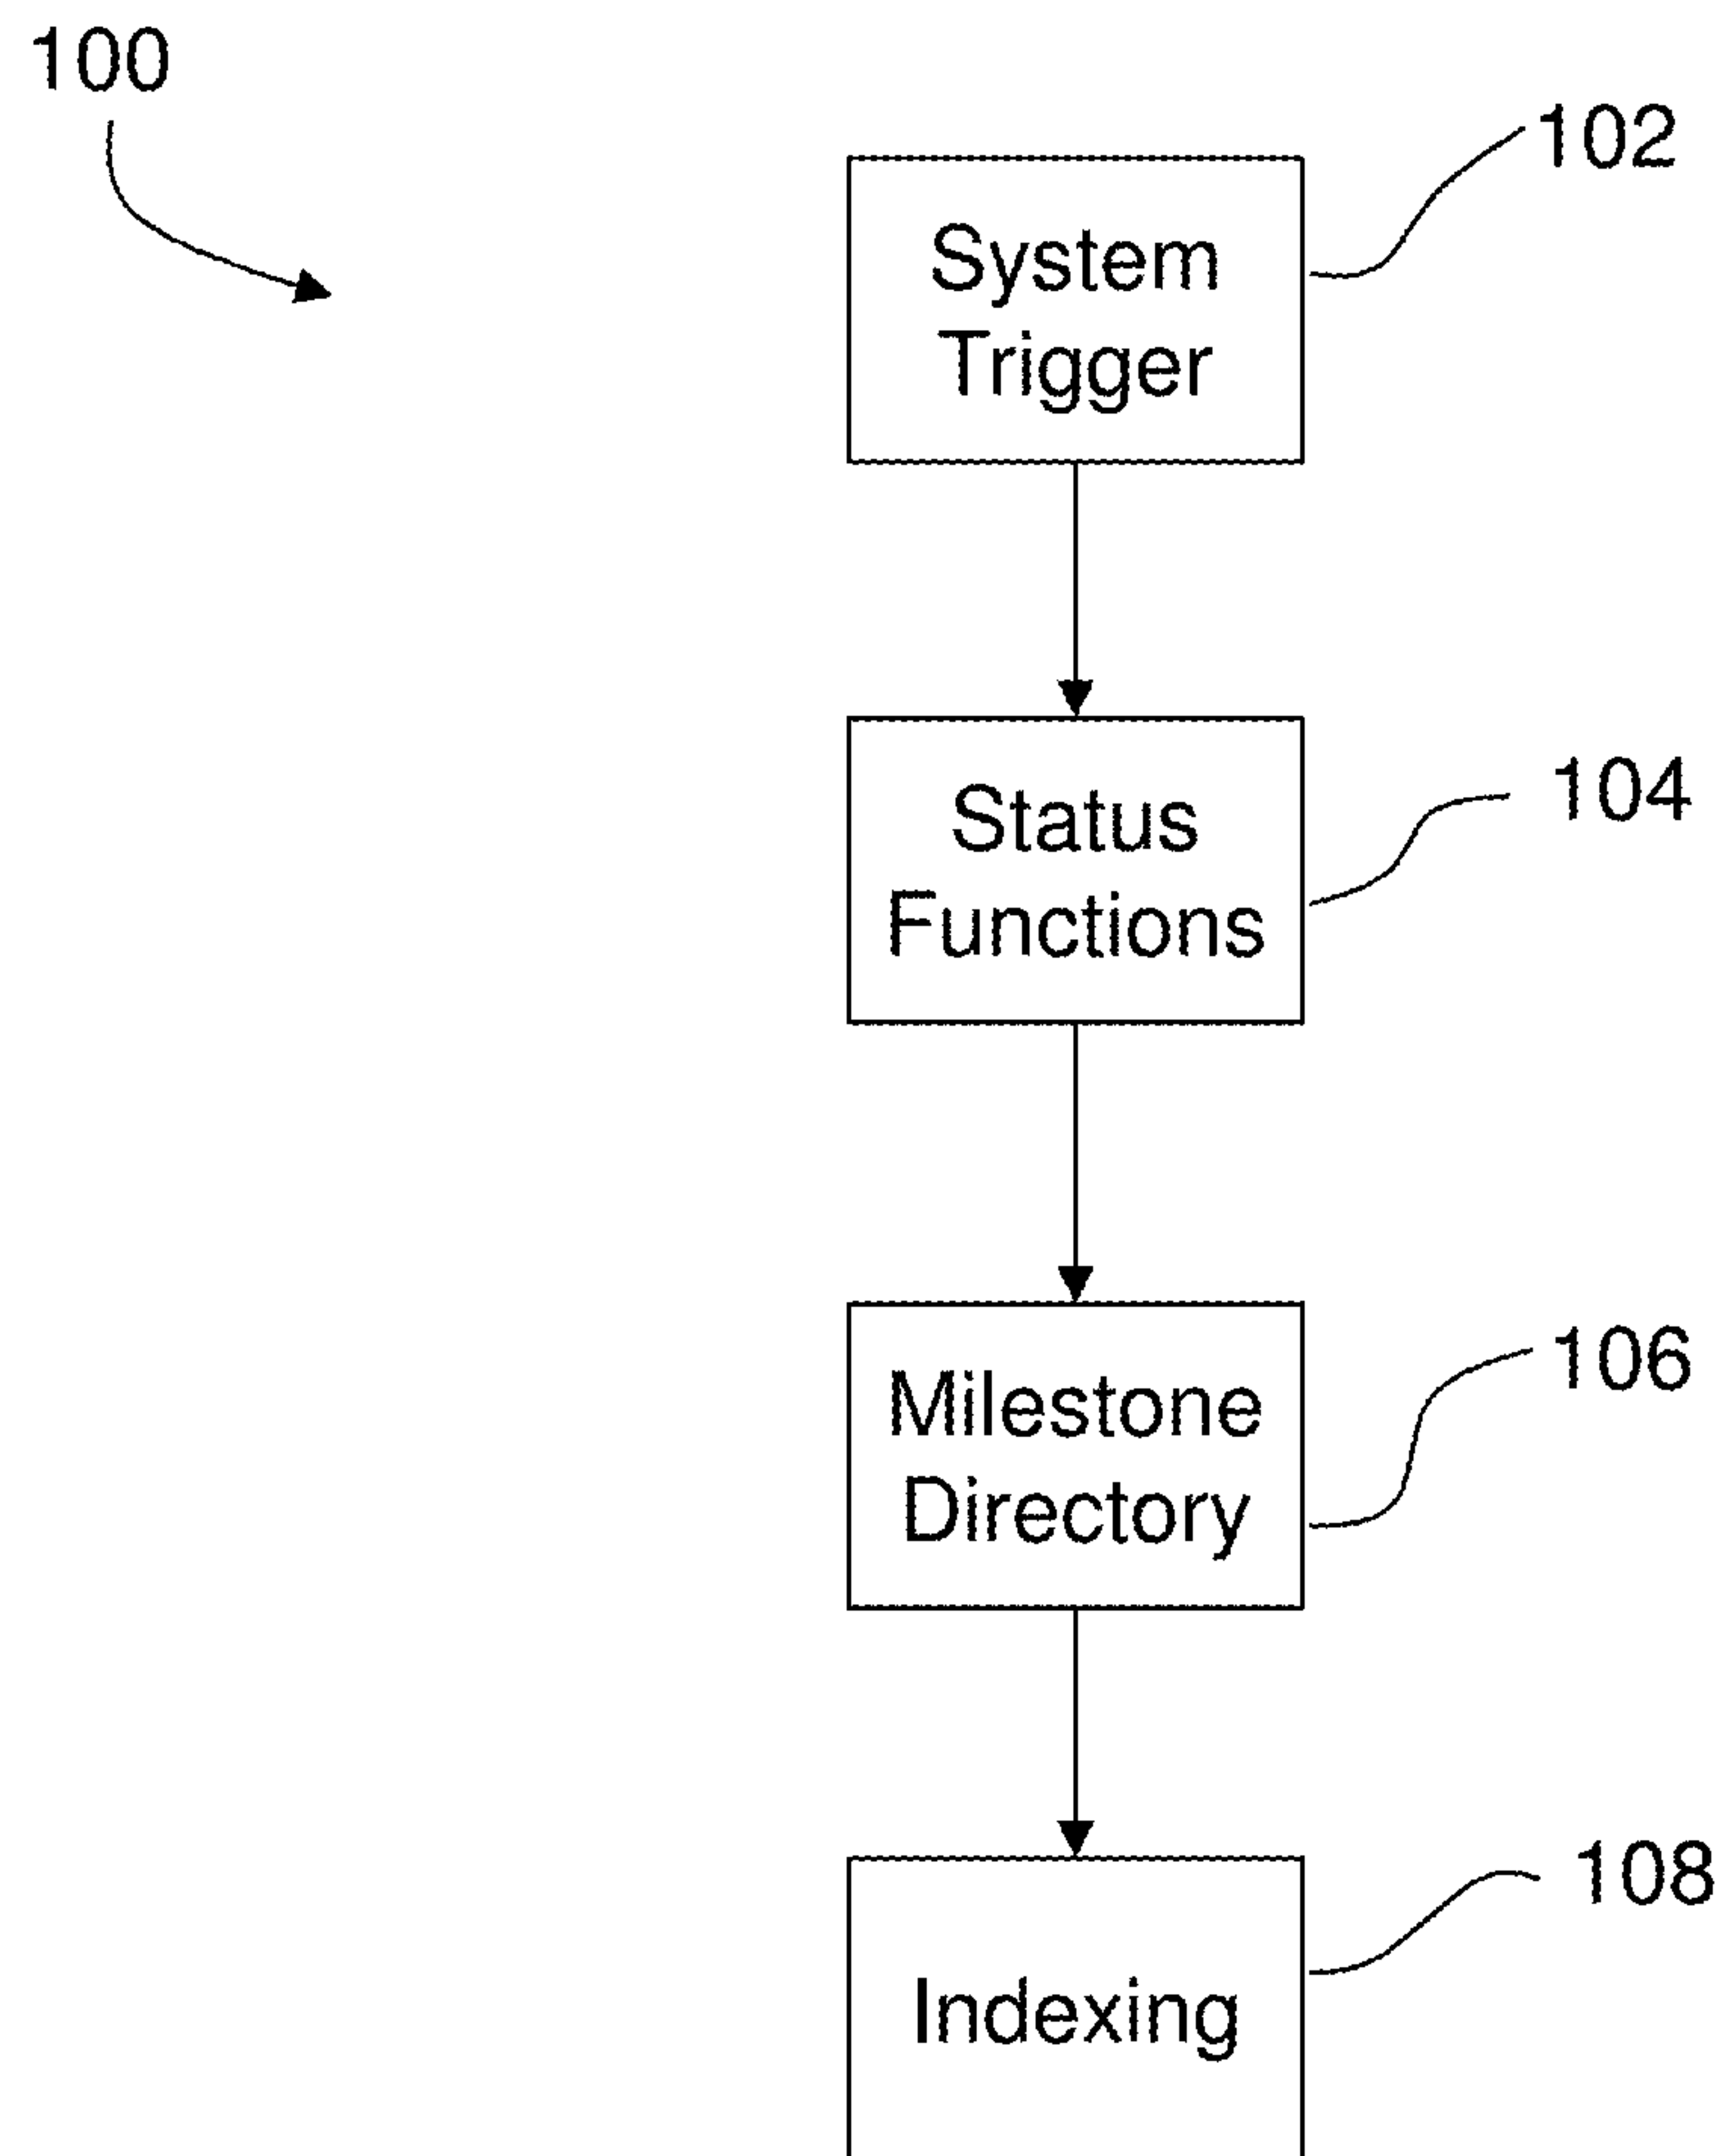 100
102
System
Trigger
104
Status
Functions
106
Milestone
Directory
108
Indexing